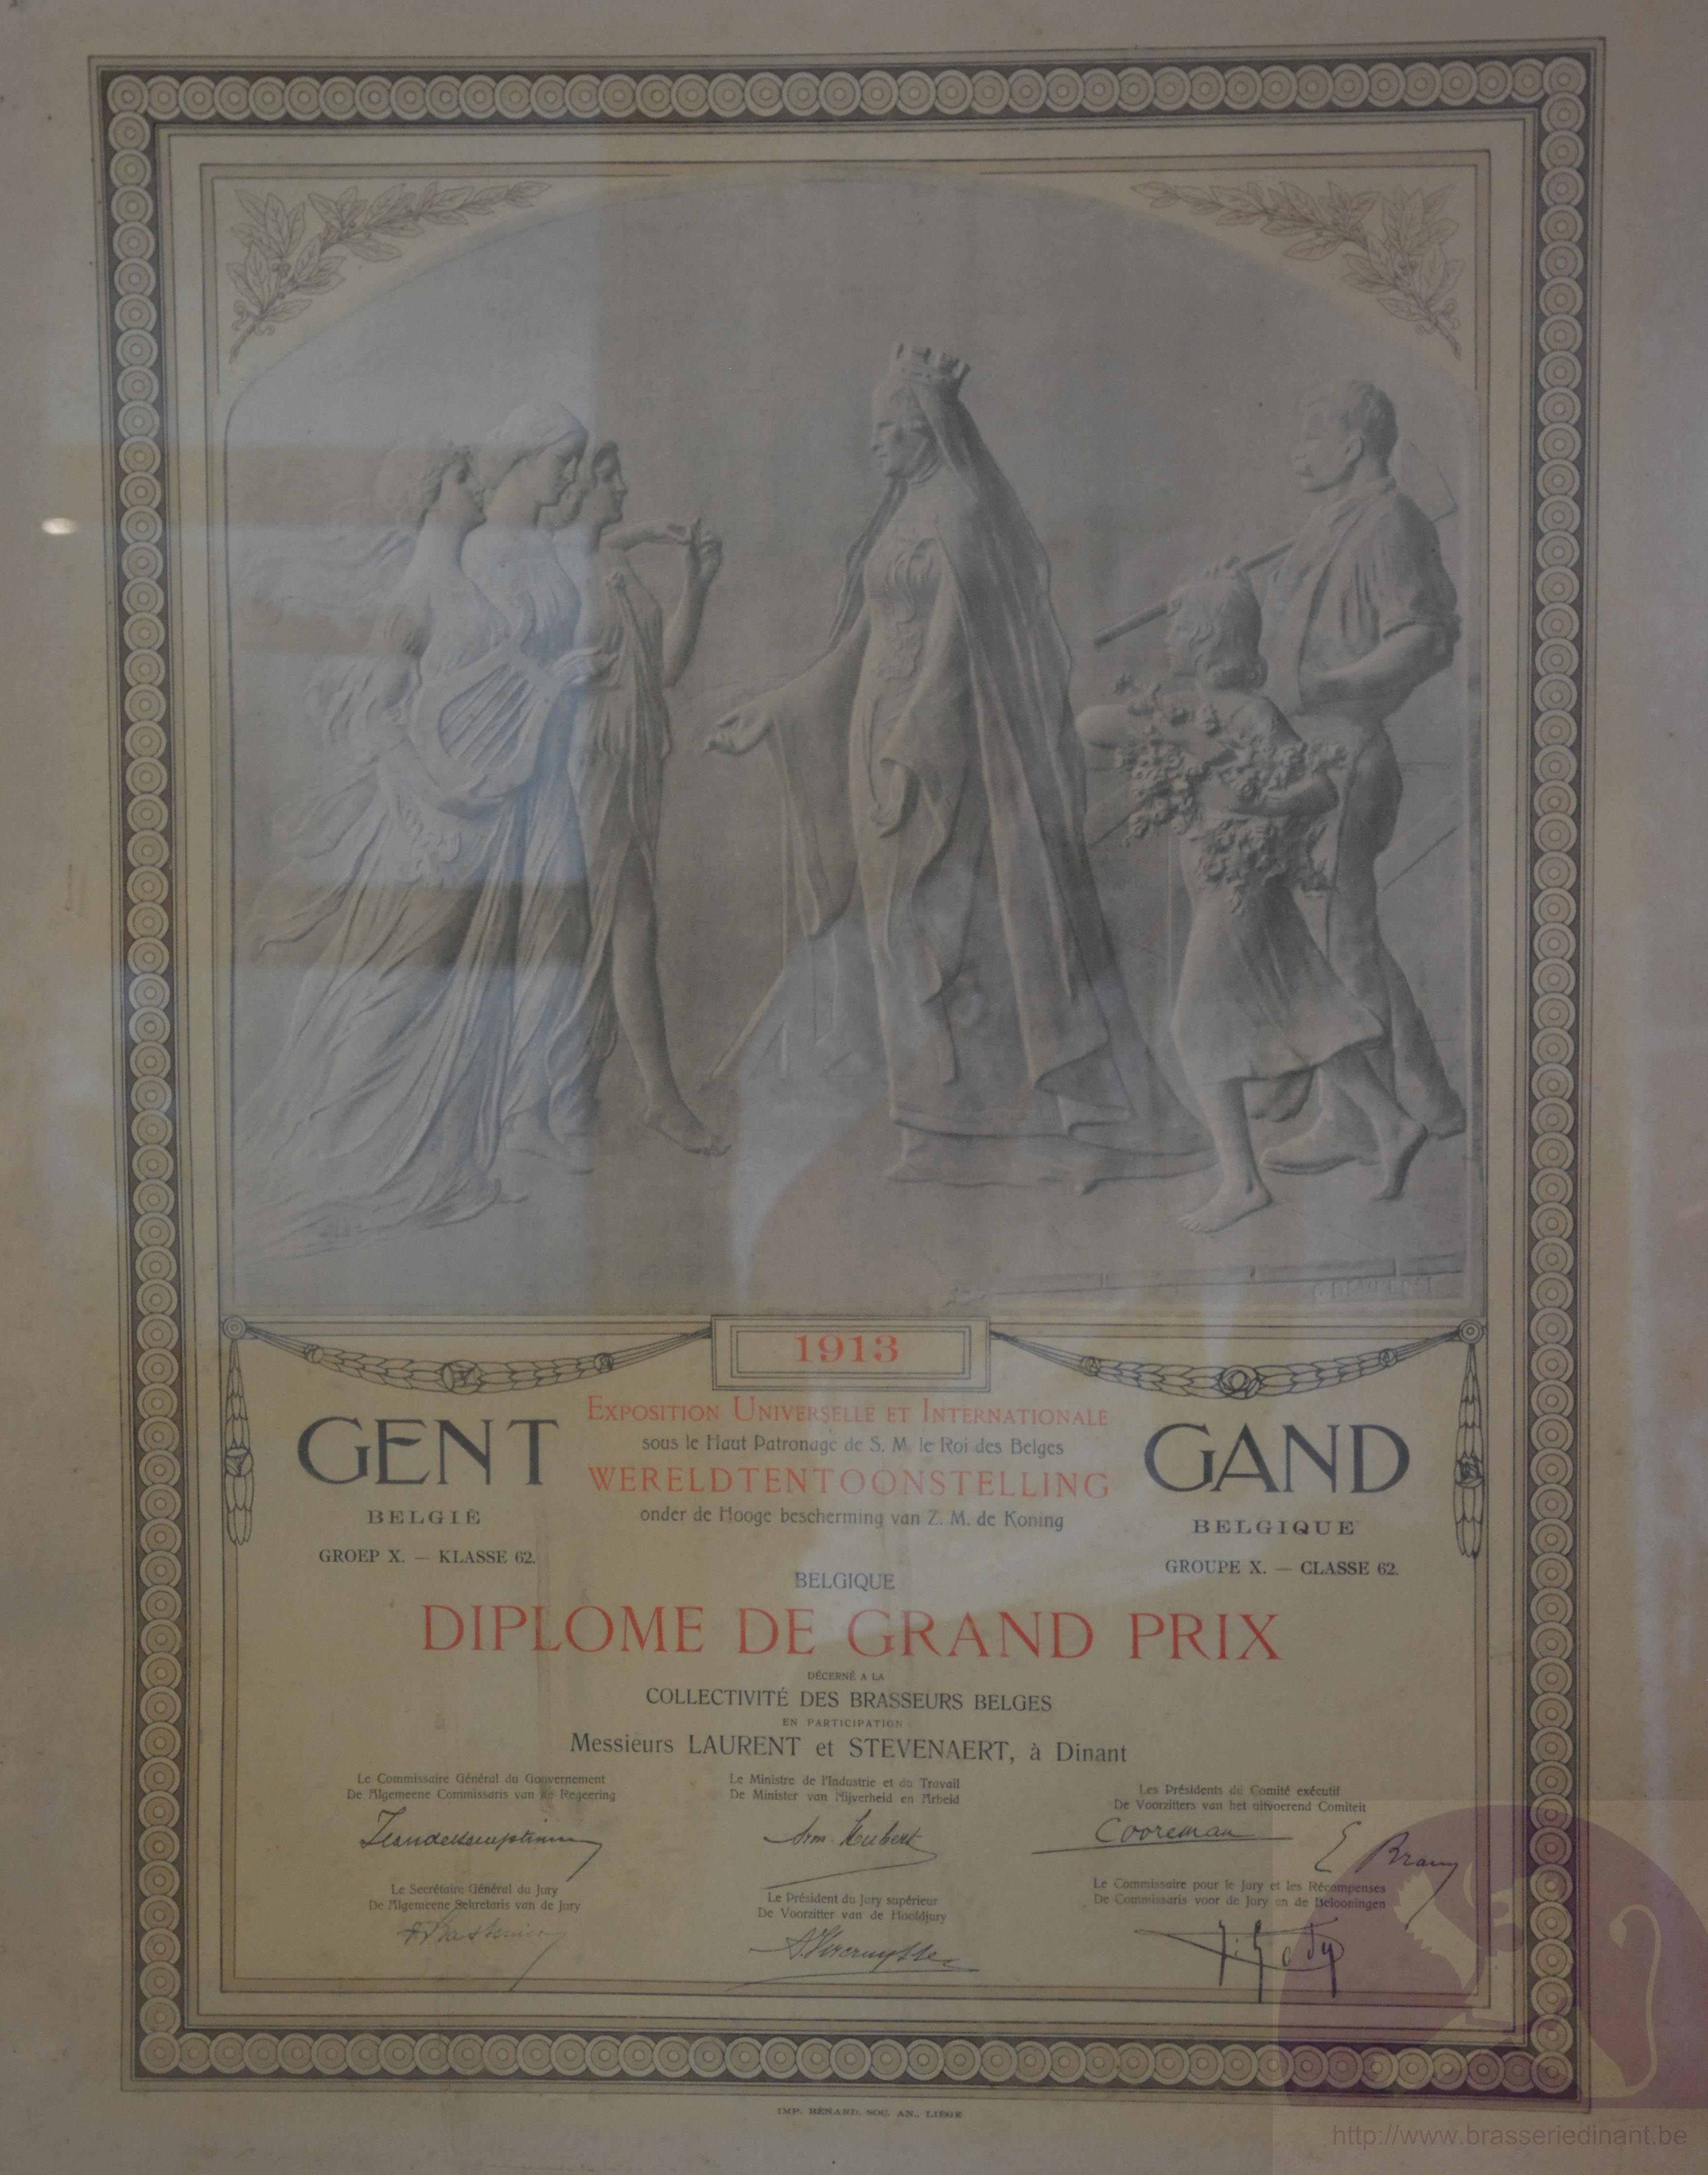 1913
EXPOSITION UNIVERSELLE ET INTERNATIONALE
sous le Haut Patronage de S. M. le Roi des Belges
WERELDTENTOONSTELLING
onder de Hooge bescherming van Z. M. de Koning
GENT
BELGIË
GROEP X. — KLASSE 62.
GAND
BELGIQUE
GROUPE X. — CLASSE 62.
BELGIQUE
DIPLOME DE GRAND PRIX
DÉCERNÉ A LA
COLLECTIVITÉ DES BRASSEURS BELGES
EN PARTICIPATION
Messieurs LAURENT et STEVENAERT, à Dinant
Le Commissaire Général du Gouvernement
De Algemeene Commissaris van de Regeering
Le Ministre de l'Industrie et du Travail
De Minister van Nijverheid en Arbeid
Arm. Hubert
Les Présidents du Comité exécutif
De Voorzitters van het uitvoerend Comiteit
Cooreman
E. Braun
Le Secrétaire Général du Jury
De Algemeene Sekretaris van de Jury
Le Président du Jury supérieur
De Voorzitter van de Hoofdjury
Le Commissaire pour le Jury et les Récompenses
De Commissaris voor de Jury en de Belooningen
IMP. BÉNARD, SOC. AN., LIÉGE
http://www.brasseriedinant.be